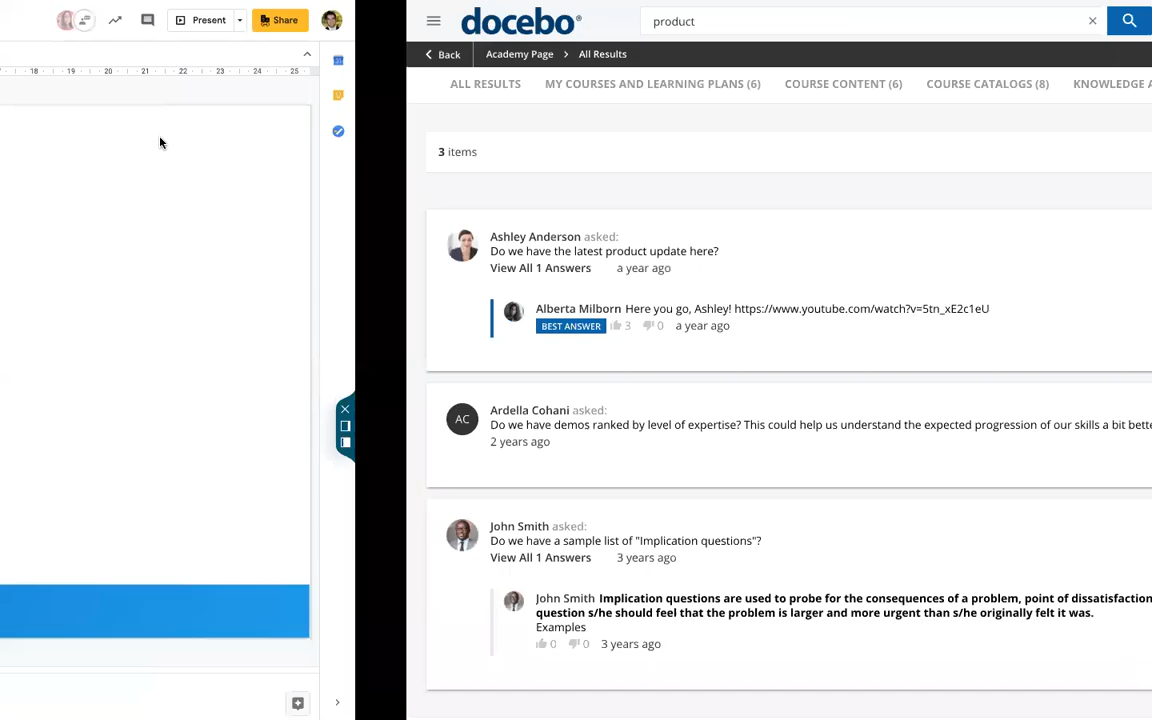 Present
Share
18 19 20 21 22 23 24 25
docebo®
product
Back
Academy Page > All Results
ALL RESULTS
MY COURSES AND LEARNING PLANS (6)
COURSE CONTENT (6)
COURSE CATALOGS (8)
KNOWLEDGE A
3 items
Ashley Anderson asked:
Do we have the latest product update here?
View All 1 Answers a year ago
Alberta Milborn Here you go, Ashley! https://www.youtube.com/watch?v=5tn_xE2c1eU
BEST ANSWER 3 0 a year ago
AC
Ardella Cohani asked:
Do we have demos ranked by level of expertise? This could help us understand the expected progression of our skills a bit bette
2 years ago
John Smith asked:
Do we have a sample list of "Implication questions"?
View All 1 Answers 3 years ago
John Smith Implication questions are used to probe for the consequences of a problem, point of dissatisfaction
question s/he should feel that the problem is larger and more urgent than s/he originally felt it was.
Examples
0 0 3 years ago